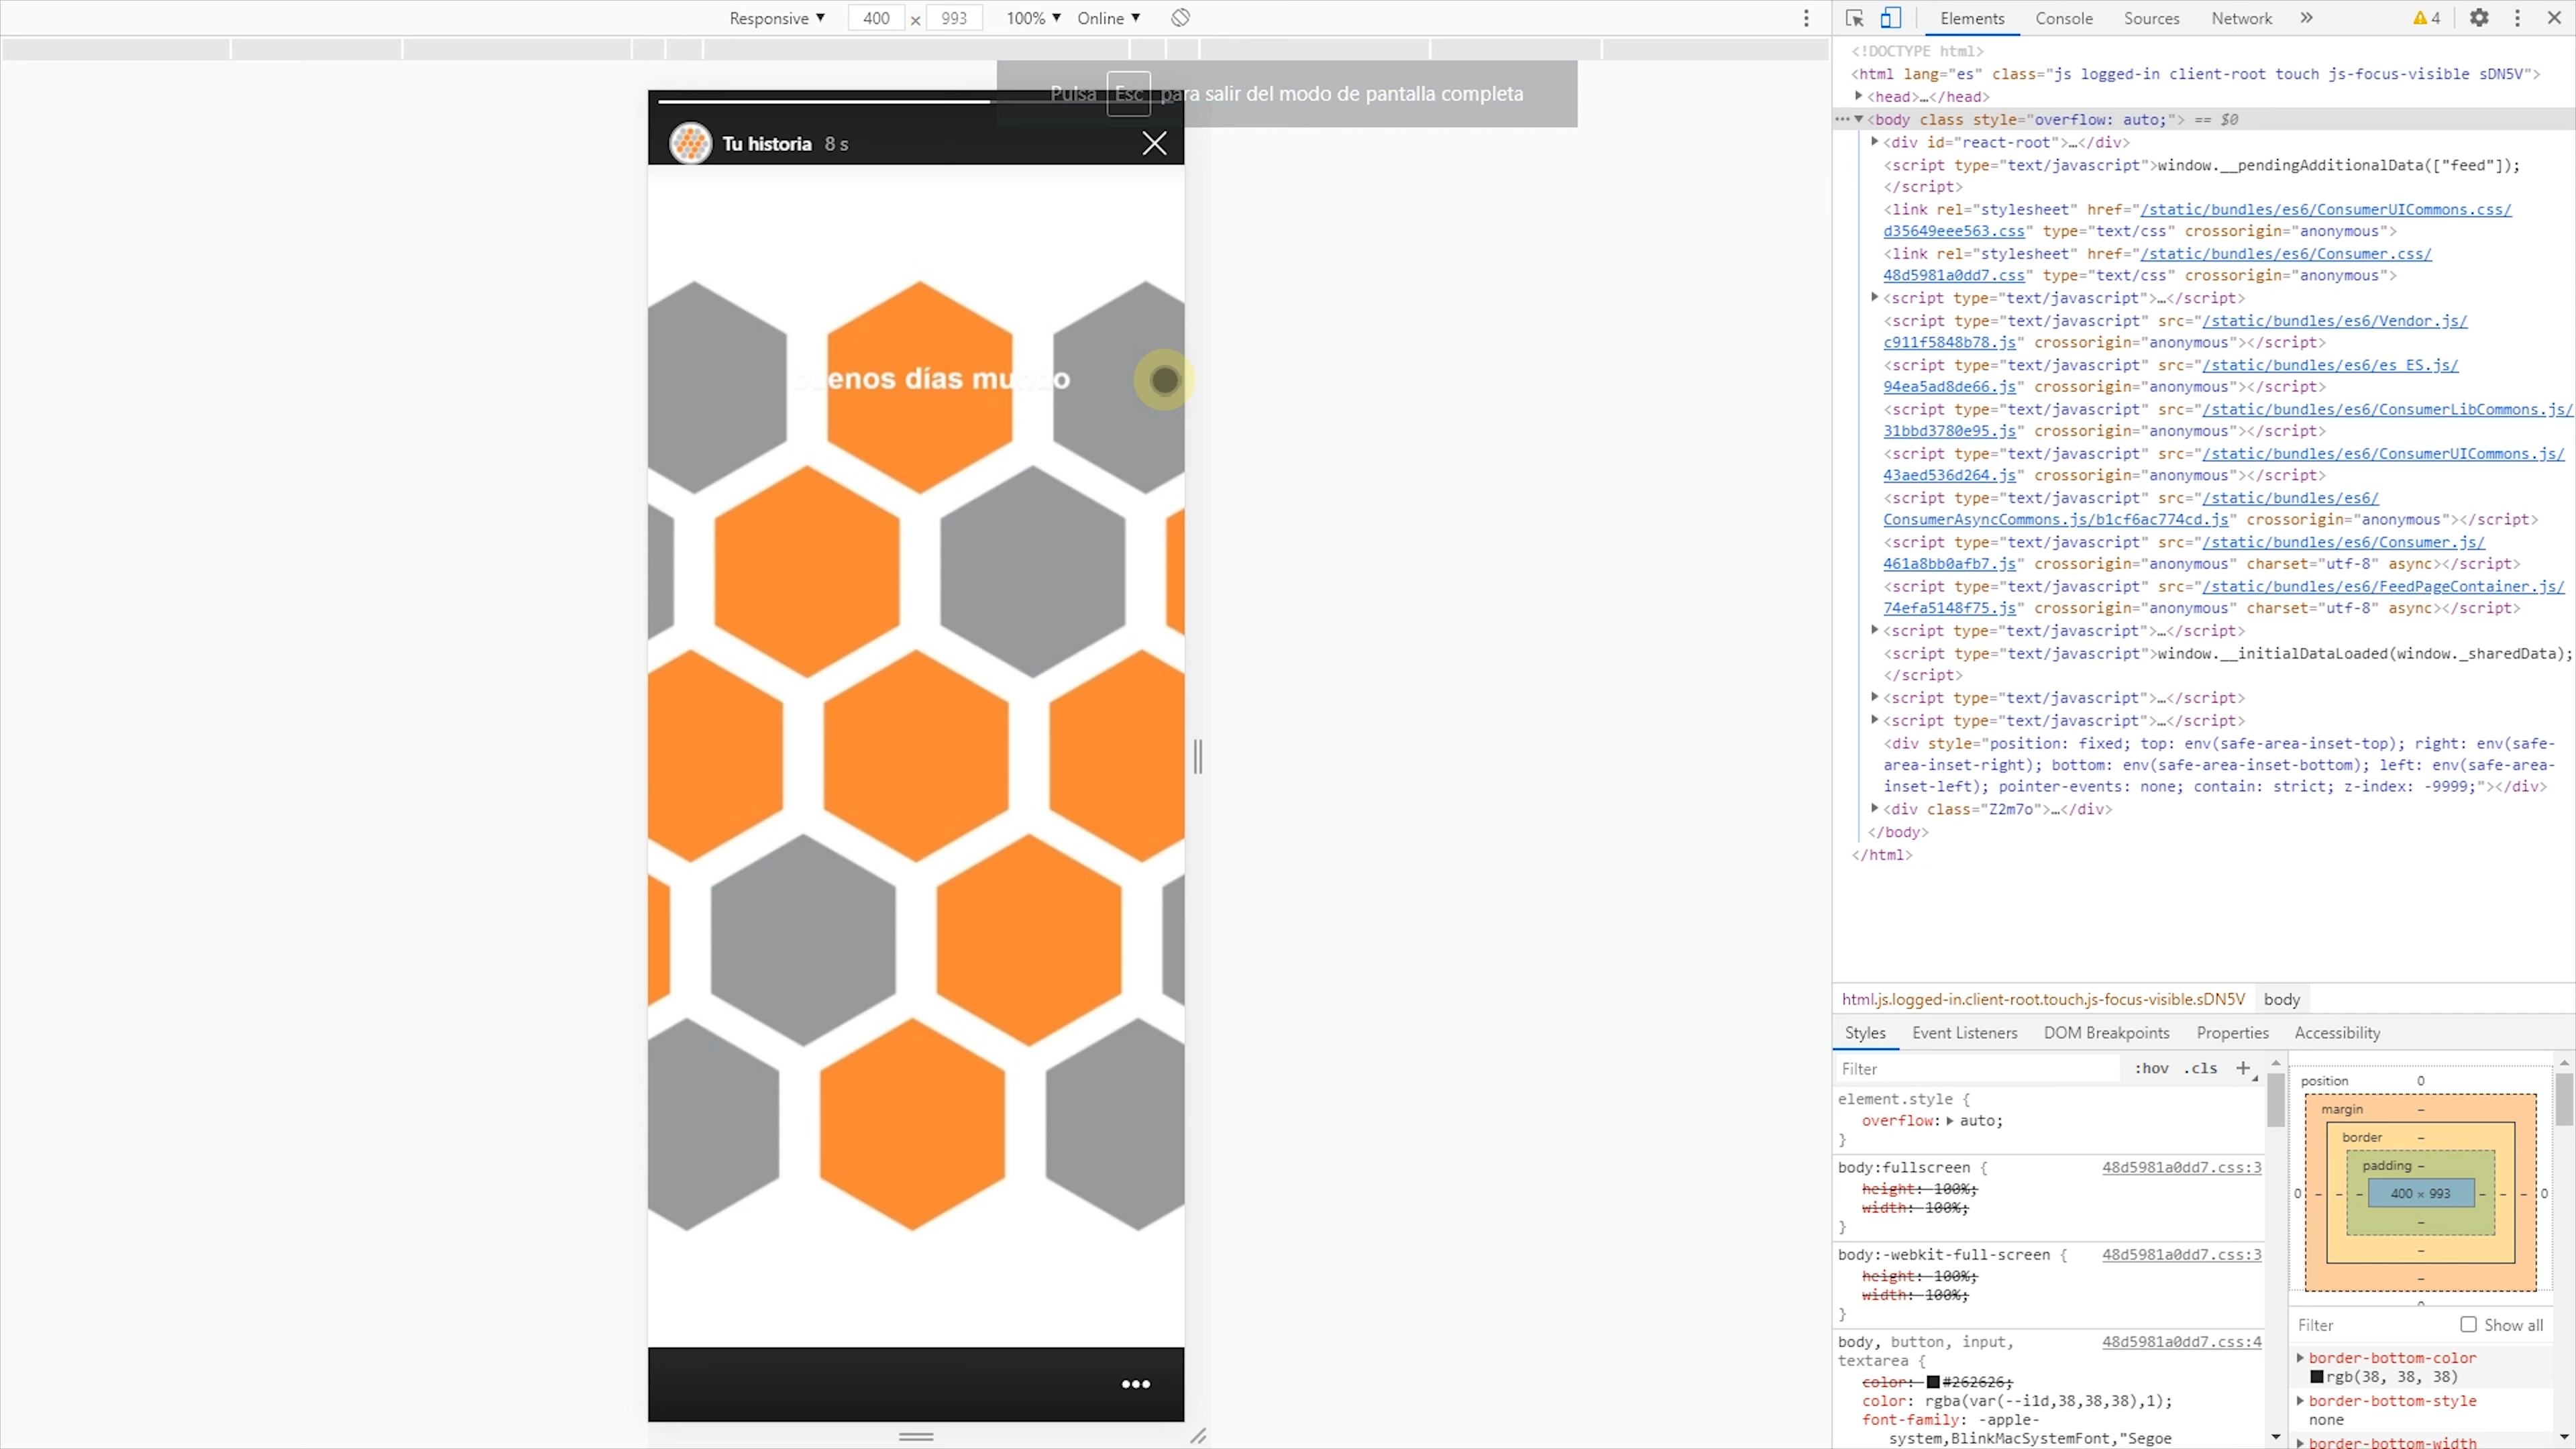 Responsive ▼ 400 × 993 100% ▼ Online ▼
Pulsa Esc para salir del modo de pantalla completa
Tu historia 8 s
buenos días mundo
Elements Console Sources Network » 4
<!DOCTYPE html>
<html lang="es" class="js logged-in client-root touch js-focus-visible sDN5V">
<head>…</head>
<body class style="overflow: auto;"> == $0
<div id="react-root">…</div>
<script type="text/javascript">window.__pendingAdditionalData(["feed"]);
</script>
<link rel="stylesheet" href="/static/bundles/es6/ConsumerUICommons.css/
d35649eee563.css" type="text/css" crossorigin="anonymous">
<link rel="stylesheet" href="/static/bundles/es6/Consumer.css/
48d5981a0dd7.css" type="text/css" crossorigin="anonymous">
<script type="text/javascript">…</script>
<script type="text/javascript" src="/static/bundles/es6/Vendor.js/
c911f5848b78.js" crossorigin="anonymous"></script>
<script type="text/javascript" src="/static/bundles/es6/es_ES.js/
94ea5ad8de66.js" crossorigin="anonymous"></script>
<script type="text/javascript" src="/static/bundles/es6/ConsumerLibCommons.js/
31bbd3780e95.js" crossorigin="anonymous"></script>
<script type="text/javascript" src="/static/bundles/es6/ConsumerUICommons.js/
43aed536d264.js" crossorigin="anonymous"></script>
<script type="text/javascript" src="/static/bundles/es6/
ConsumerAsyncCommons.js/b1cf6ac774cd.js" crossorigin="anonymous"></script>
<script type="text/javascript" src="/static/bundles/es6/Consumer.js/
461a8bb0afb7.js" crossorigin="anonymous" charset="utf-8" async></script>
<script type="text/javascript" src="/static/bundles/es6/FeedPageContainer.js/
74efa5148f75.js" crossorigin="anonymous" charset="utf-8" async></script>
<script type="text/javascript">…</script>
<script type="text/javascript">window.__initialDataLoaded(window._sharedData);
</script>
<script type="text/javascript">…</script>
<script type="text/javascript">…</script>
<div style="position: fixed; top: env(safe-area-inset-top); right: env(safe-
area-inset-right); bottom: env(safe-area-inset-bottom); left: env(safe-area-
inset-left); pointer-events: none; contain: strict; z-index: -9999;"></div>
<div class="Z2m7o">…</div>
</body>
</html>
html.js.logged-in.client-root.touch.js-focus-visible.sDN5V body
Styles Event Listeners DOM Breakpoints Properties Accessibility
Filter :hov .cls +
element.style {
overflow: auto;
}
body:fullscreen { 48d5981a0dd7.css:3
height: 100%;
width: 100%;
}
body:-webkit-full-screen { 48d5981a0dd7.css:3
height: 100%;
width: 100%;
}
body, button, input, 48d5981a0dd7.css:4
textarea {
color: #262626;
color: rgba(var(--i1d,38,38,38),1);
font-family: -apple-
system,BlinkMacSystemFont,"Segoe
position 0
margin –
border –
padding –
0 – – – 400 × 993 – – – 0
–
–
–
Filter Show all
border-bottom-color
rgb(38, 38, 38)
border-bottom-style
none
border-bottom-width